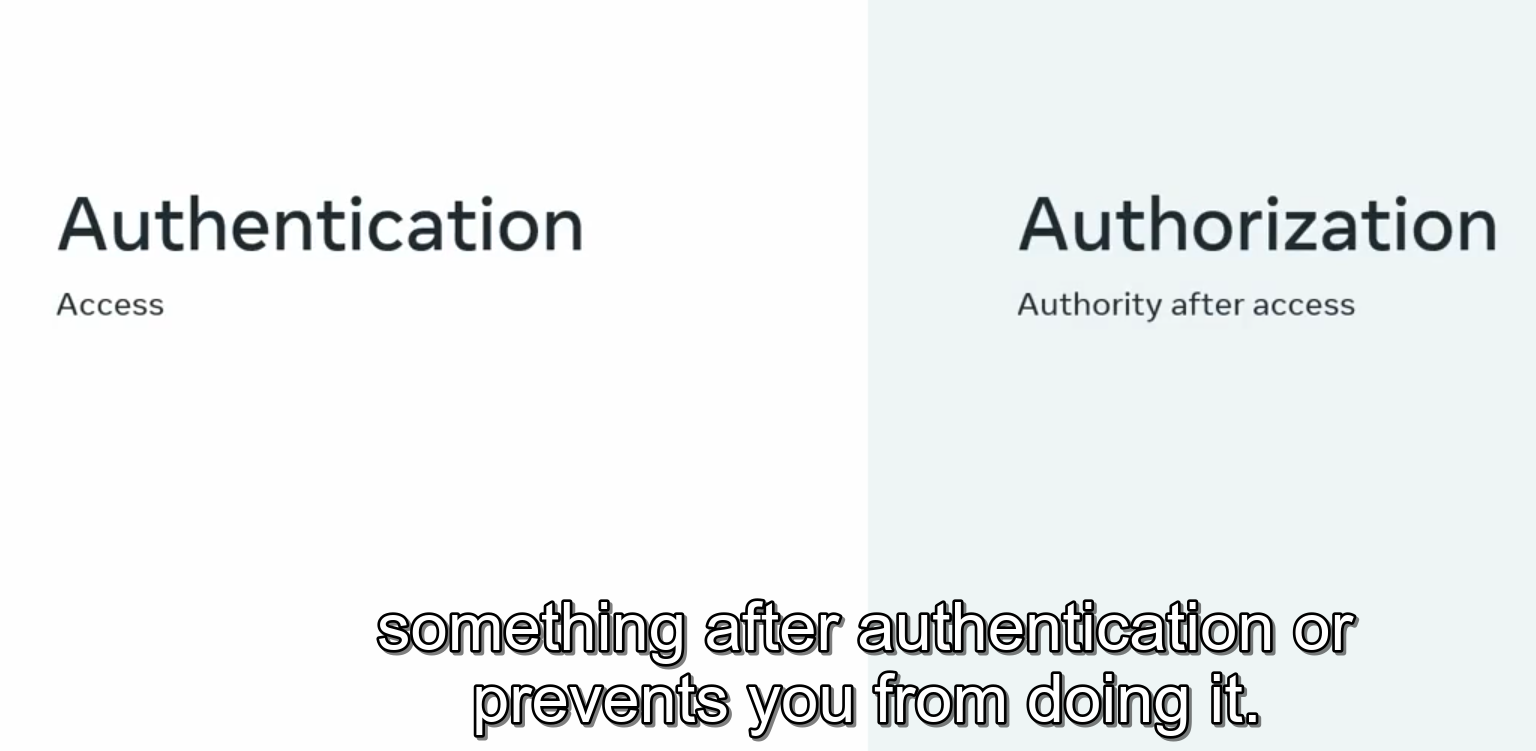 Authentication
Access
Authorization
Authority after access
something after authentication or
prevents you from doing it.